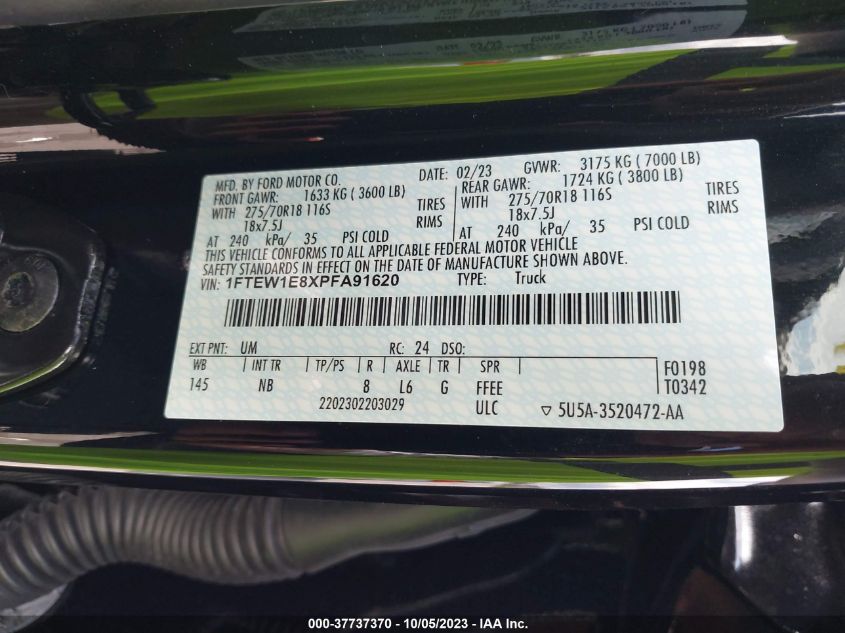 MFD. BY FORD MOTOR CO. DATE: 02/23 GVWR: 3175 KG ( 7000 LB)
FRONT GAWR: 1633 KG ( 3600 LB) REAR GAWR: 1724 KG ( 3800 LB)
WITH 275/70R18 116S TIRES WITH 275/70R18 116S TIRES
18x7.5J RIMS 18x7.5J RIMS
AT 240 kPa/ 35 PSI COLD AT 240 kPa/ 35 PSI COLD
THIS VEHICLE CONFORMS TO ALL APPLICABLE FEDERAL MOTOR VEHICLE
SAFETY STANDARDS IN EFFECT ON THE DATE OF MANUFACTURE SHOWN ABOVE.
VIN: 1FTEW1E8XPFA91620 TYPE: Truck
EXT PNT: UM RC: 24 DSO:
WB INT TR TP/PS R AXLE TR SPR F0198
145 NB 8 L6 G FFEE T0342
2202302203029 ULC ▽ 5U5A-3520472-AA
000-37737370 - 10/05/2023 - IAA Inc.